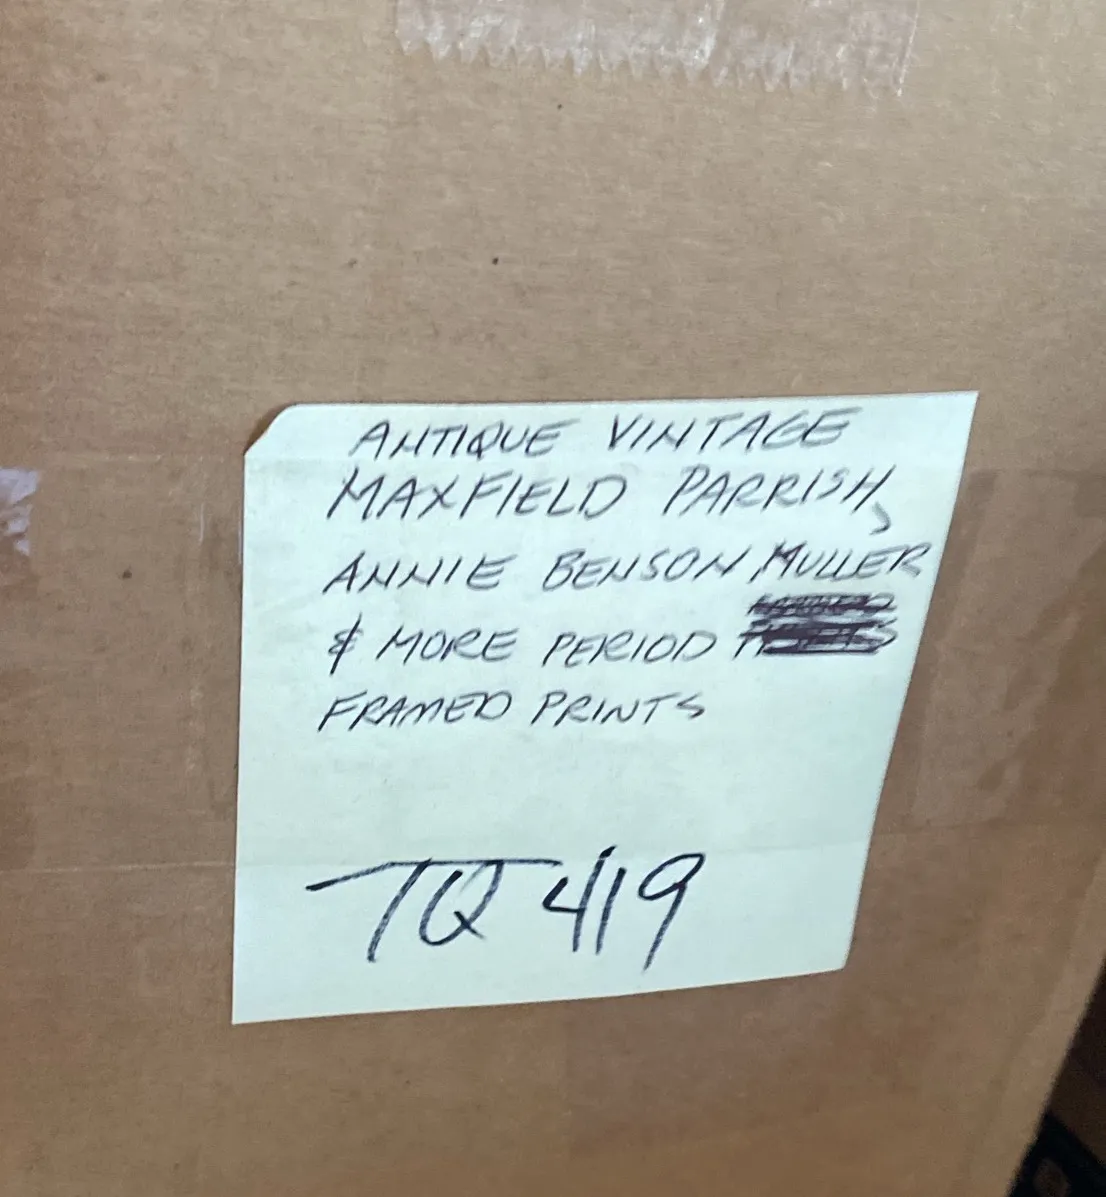 ANTIQUE VINTAGE
MAXFIELD PARRISH,
ANNIE BENSON MULLER
& MORE PERIOD
FRAMED PRINTS
TQ 419